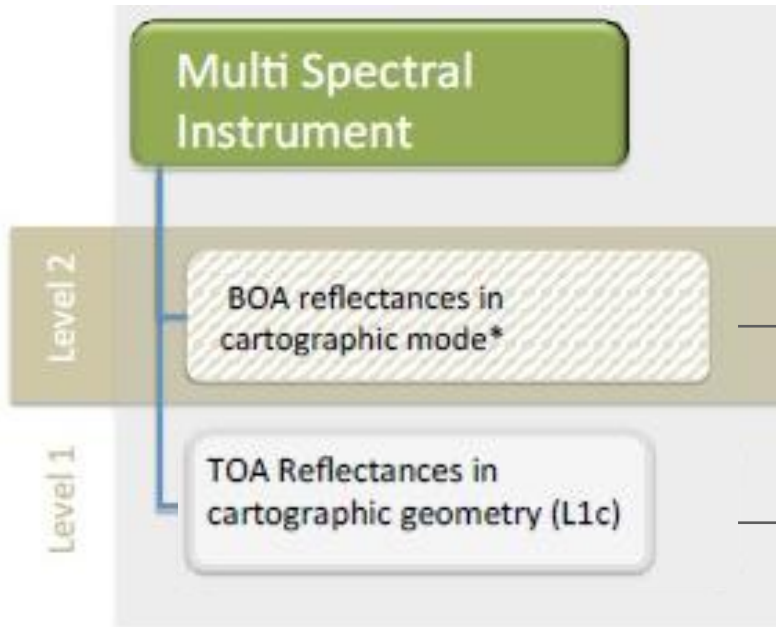 Multi Spectral
Instrument
Level 2
BOA reflectances in
cartographic mode*
Level 1
TOA Reflectances in
cartographic geometry (L1c)